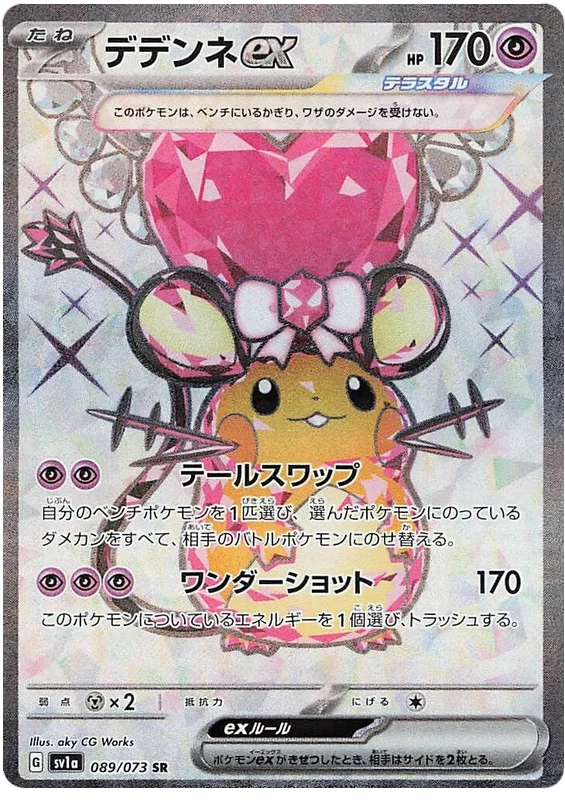 たね
デデンネex
HP 170
テラスタル
このポケモンは、ベンチにいるかぎり、ワザのダメージを受けない。
テールスワップ
自分のベンチポケモンを1匹選び、選んだポケモンにのっている
ダメカンをすべて、相手のバトルポケモンにのせ替える。
ワンダーショット 170
このポケモンについているエネルギーを1個選び、トラッシュする。
弱点 ×2 抵抗力 にげる
exルール
ポケモンexがきぜつしたとき、相手はサイドを2枚とる。
Illus. aky CG Works
G sv1a 089/073 SR